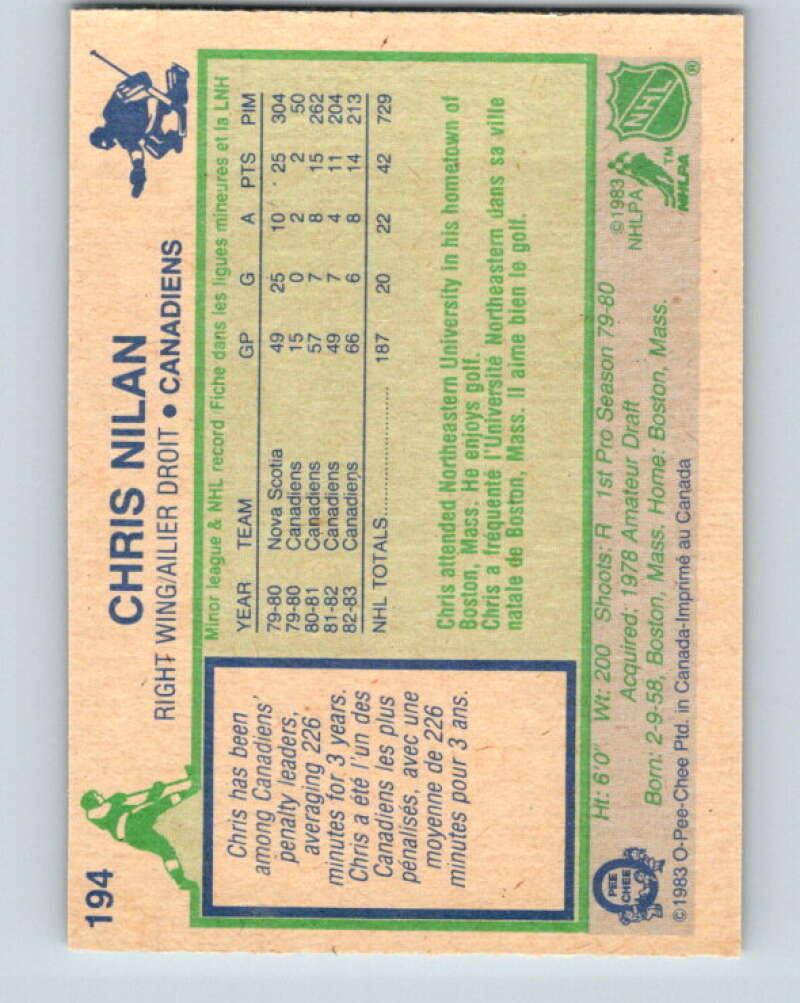 194
CHRIS NILAN
RIGHT WING/AILIER DROIT • CANADIENS
Chris has been
among Canadiens'
penalty leaders,
averaging 226
minutes for 3 years.
Chris a été l'un des
Canadiens les plus
pénalisés, avec une
moyenne de 226
minutes pour 3 ans.
Minor league & NHL record Fiche dans les ligues mineures et la LNH
YEAR TEAM GP G A PTS PIM
79-80 Nova Scotia 49 25 10 25 304
79-80 Canadiens 15 0 2 2 50
80-81 Canadiens 57 7 8 15 262
81-82 Canadiens 49 7 4 11 204
82-83 Canadiens 66 6 8 14 213
NHL TOTALS.................... 187 20 22 42 729
Chris attended Northeastern University in his hometown of
Boston, Mass. He enjoys golf.
Chris a fréquenté l'Université Northeastern dans sa ville
natale de Boston, Mass. Il aime bien le golf.
Ht: 6'0" Wt: 200 Shoots: R 1st Pro Season 79-80
Acquired: 1978 Amateur Draft
Born: 2-9-58, Boston, Mass. Home: Boston, Mass.
©1983 O-Pee-Chee Ptd. in Canada-Imprimé au Canada
PEE
CHEE
©1983
NHLPA
NHL
®
NHLPA
TM